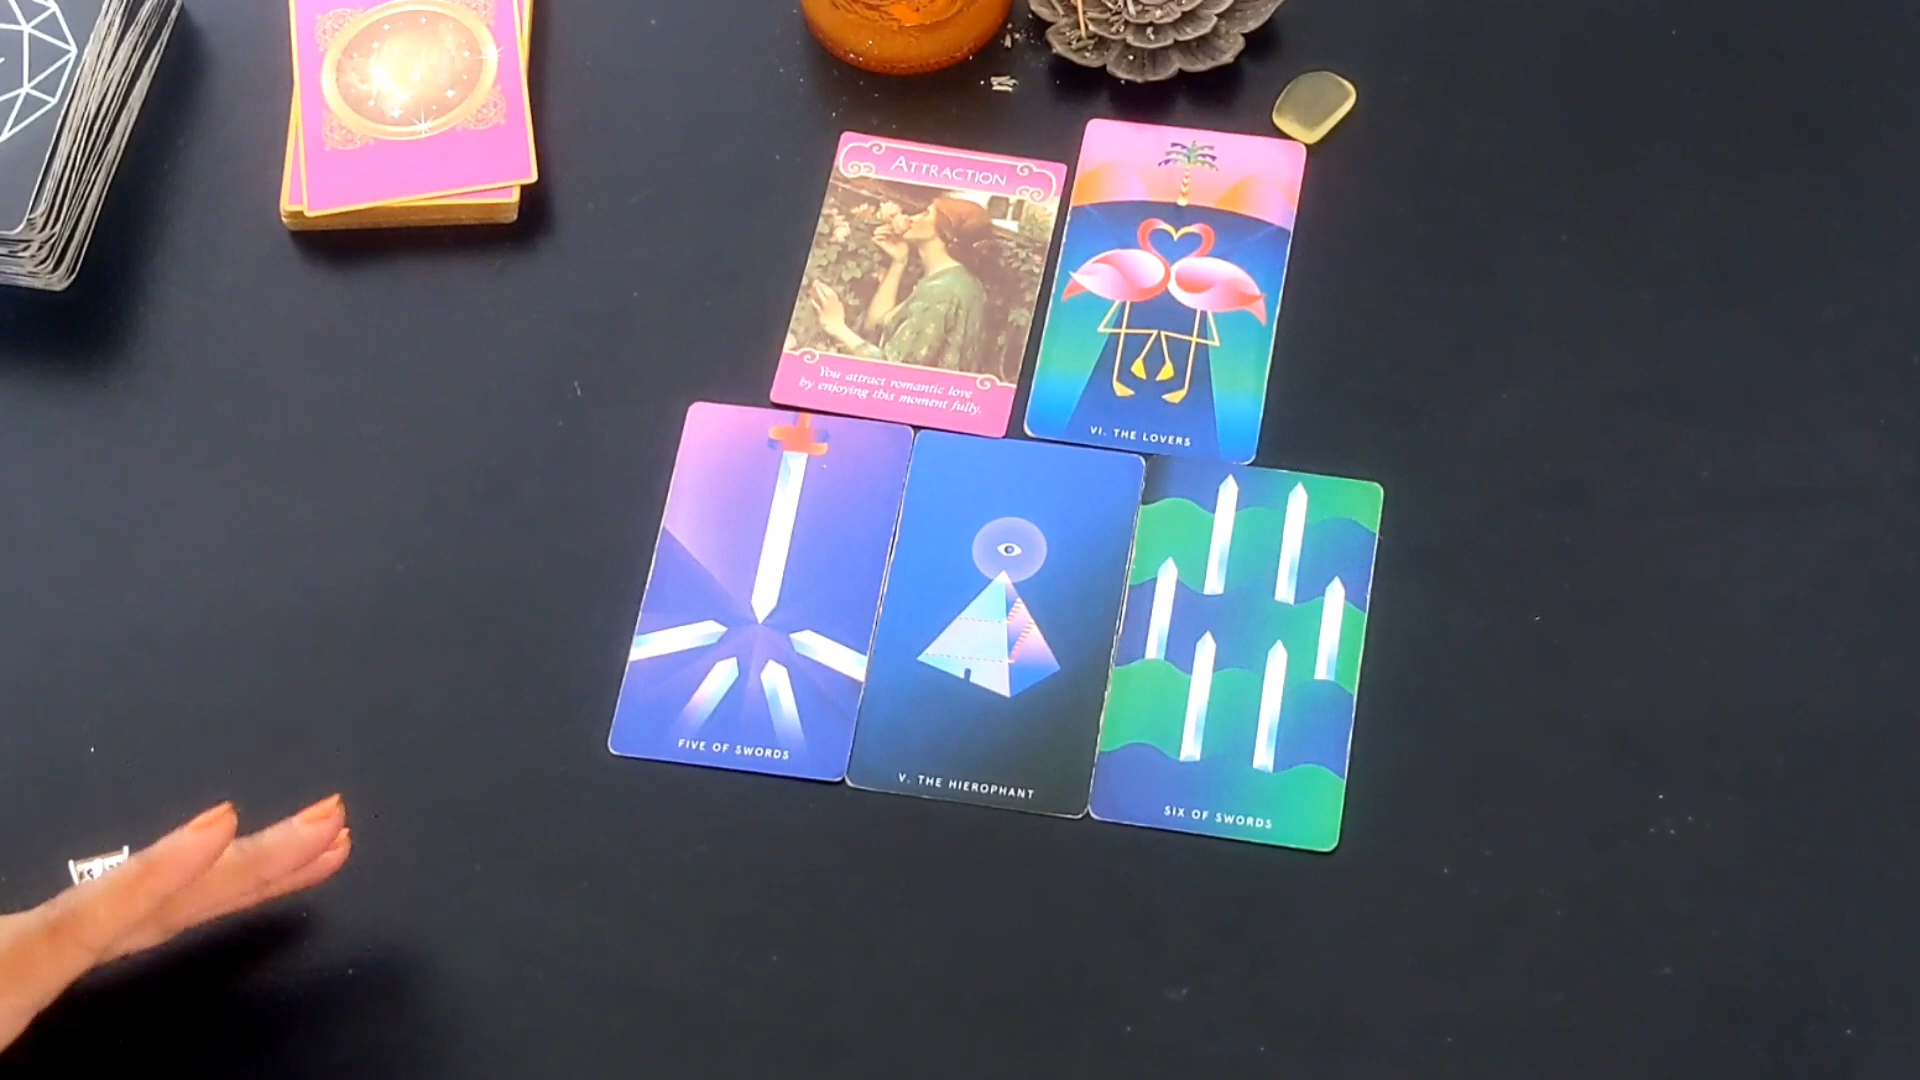 ATTRACTION
You attract romantic love
by enjoying this moment fully.
VI. THE LOVERS
FIVE OF SWORDS
V. THE HIEROPHANT
SIX OF SWORDS